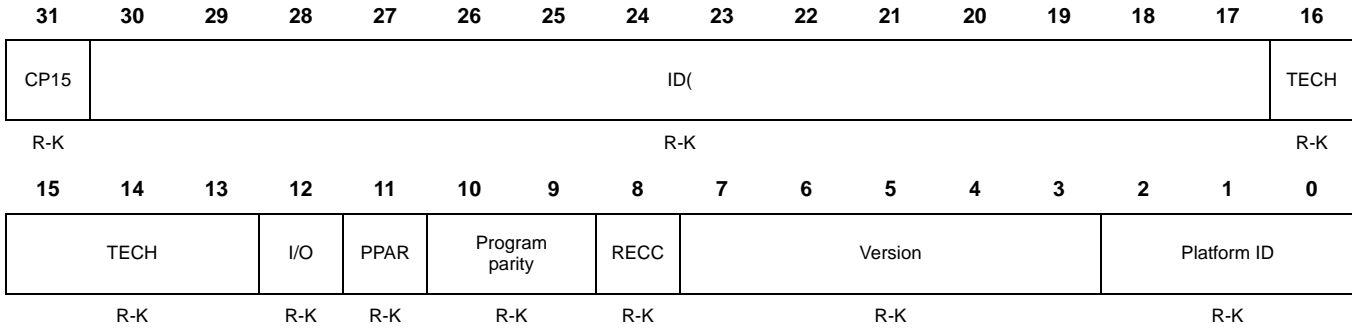 31 30 29 28 27 26 25 24 23 22 21 20 19 18 17 16
CP15 ID( TECH
R-K R-K R-K
15 14 13 12 11 10 9 8 7 6 5 4 3 2 1 0
TECH I/O PPAR Program parity RECC Version Platform ID
R-K R-K R-K R-K R-K R-K R-K